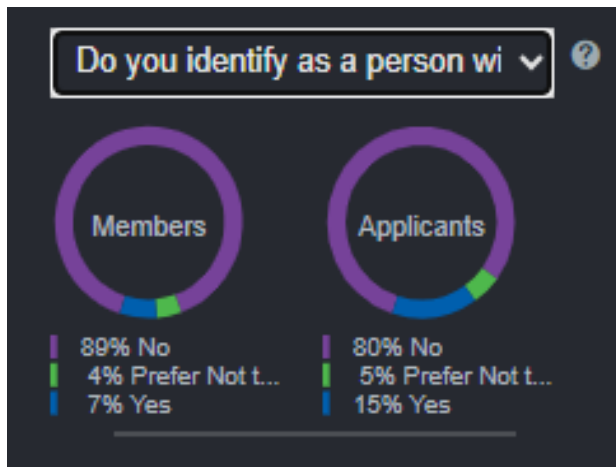 Do you identify as a person wi
?
Members
Applicants
89% No
4% Prefer Not t...
7% Yes
80% No
5% Prefer Not t...
15% Yes